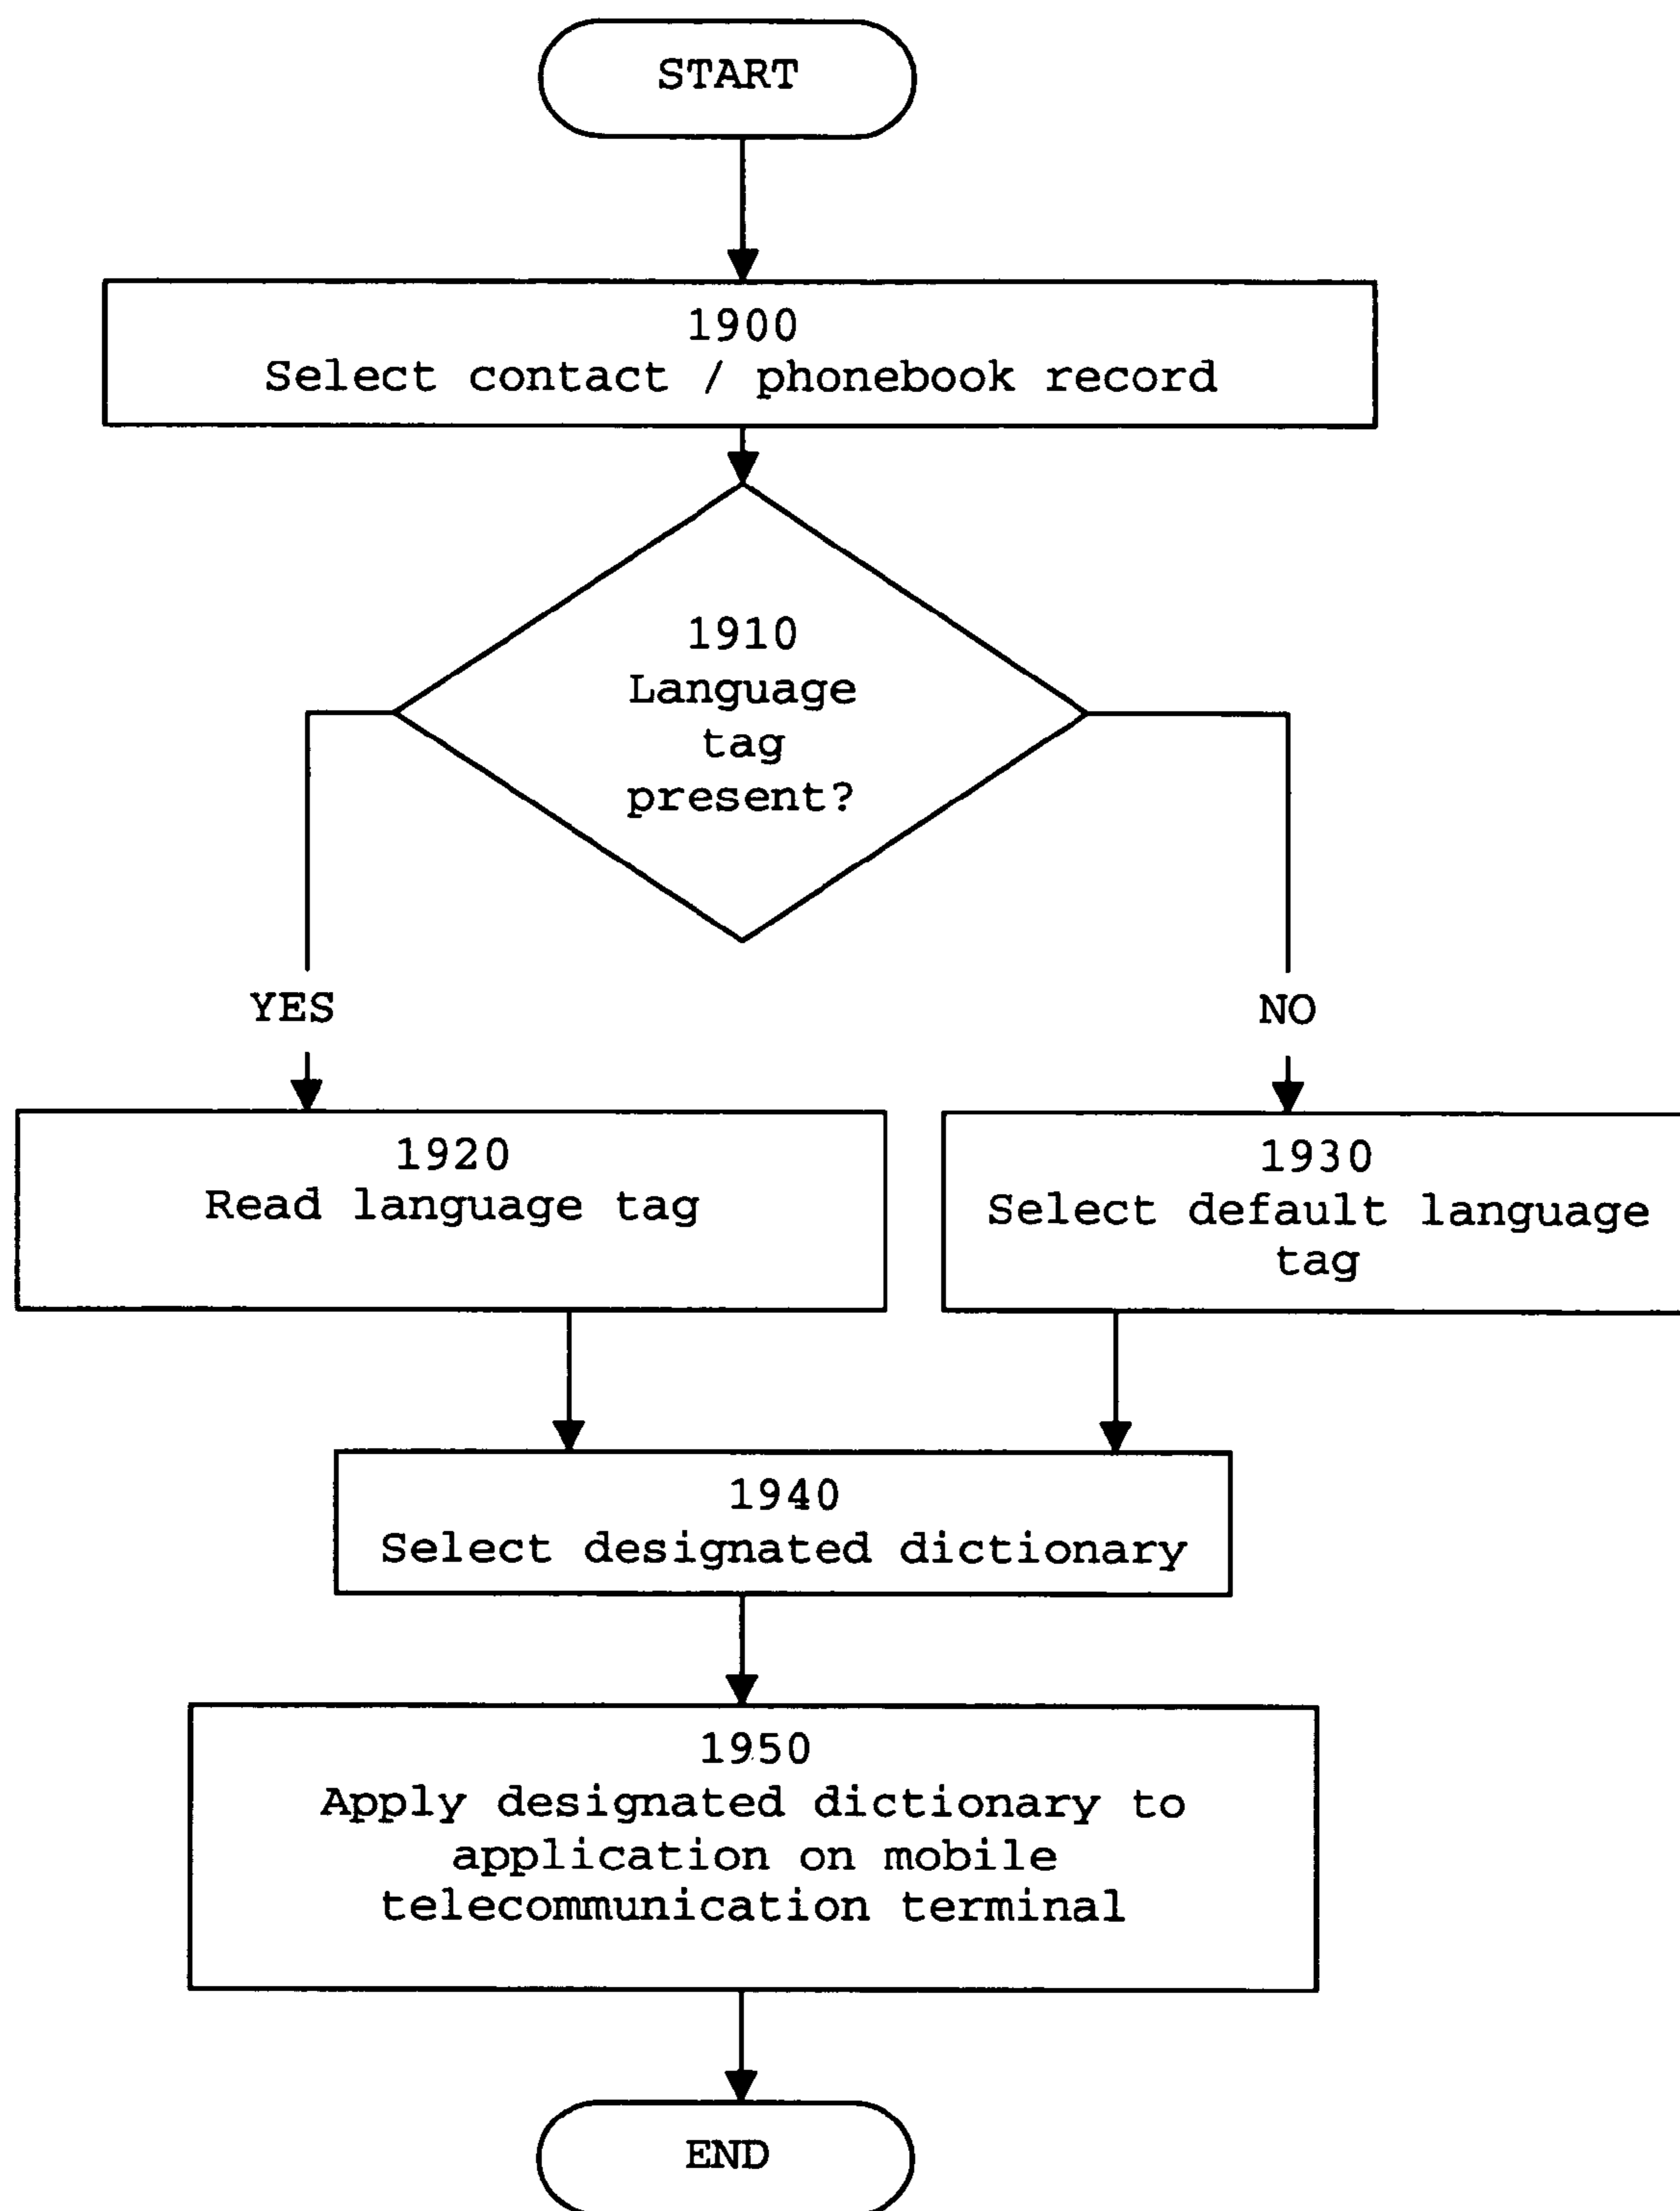 START
1900
Select contact / phonebook record
1910
Language
tag
present?
YES
NO
1920
Read language tag
1930
Select default language
tag
1940
Select designated dictionary
1950
Apply designated dictionary to
application on mobile
telecommunication terminal
END